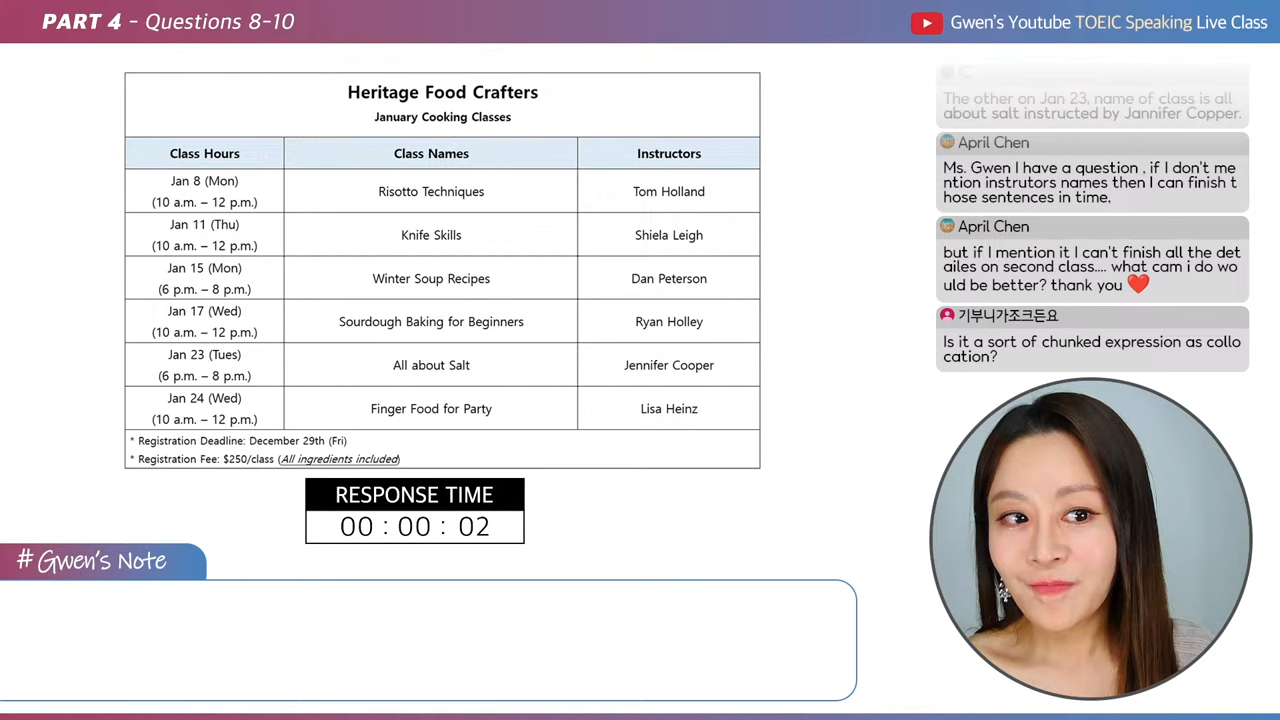 PART 4 - Questions 8-10
Gwen's Youtube TOEIC Speaking Live Class
Heritage Food Crafters
January Cooking Classes
Class Hours Class Names Instructors
Jan 8 (Mon)
(10 a.m. – 12 p.m.)
Risotto Techniques
Tom Holland
Jan 11 (Thu)
(10 a.m. – 12 p.m.)
Knife Skills
Shiela Leigh
Jan 15 (Mon)
(6 p.m. – 8 p.m.)
Winter Soup Recipes
Dan Peterson
Jan 17 (Wed)
(10 a.m. – 12 p.m.)
Sourdough Baking for Beginners
Ryan Holley
Jan 23 (Tues)
(6 p.m. – 8 p.m.)
All about Salt
Jennifer Cooper
Jan 24 (Wed)
(10 a.m. – 12 p.m.)
Finger Food for Party
Lisa Heinz
* Registration Deadline: December 29th (Fri)
* Registration Fee: $250/class (All ingredients included)
RESPONSE TIME
00 : 00 : 02
# Gwen's Note
The other on Jan 23, name of class is all
about salt instructed by Jannifer Copper.
April Chen
Ms. Gwen I have a question , if I don't me
ntion instrutors names then I can finish t
hose sentences in time.
April Chen
but if I mention it I can't finish all the det
ailes on second class.... what cam i do wo
uld be better? thank you ❤️
기부니가조크든요
Is it a sort of chunked expression as collo
cation?